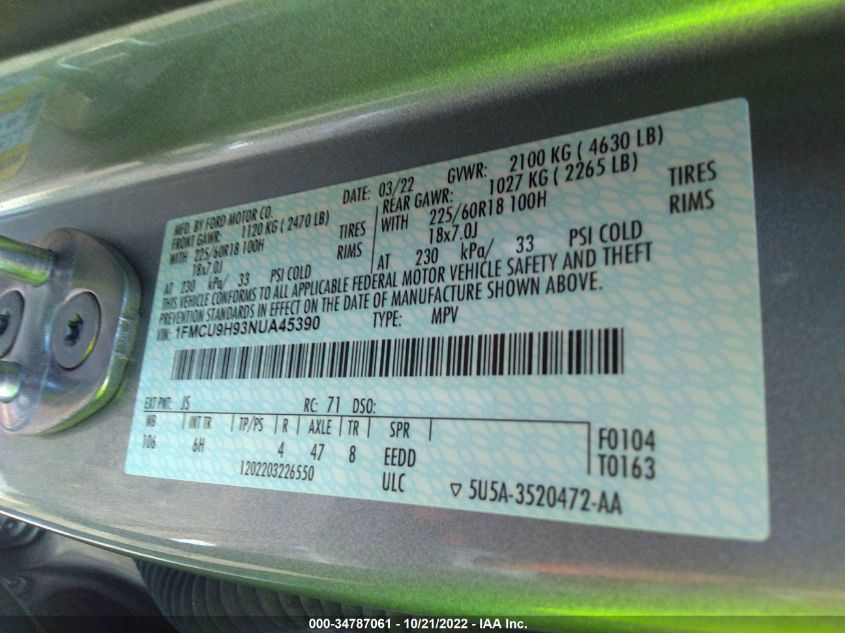 MFD. BY FORD MOTOR CO.
DATE: 03/22 GVWR: 2100 KG ( 4630 LB)
FRONT GAWR: 1120 KG ( 2470 LB)
WITH 225/60R18 100H TIRES
18x7.0J RIMS
AT 230 kPa/ 33 PSI COLD
REAR GAWR: 1027 KG ( 2265 LB)
WITH 225/60R18 100H TIRES
18x7.0J RIMS
AT 230 kPa/ 33 PSI COLD
THIS VEHICLE CONFORMS TO ALL APPLICABLE FEDERAL MOTOR VEHICLE SAFETY AND THEFT
PREVENTION STANDARDS IN EFFECT ON THE DATE OF MANUFACTURE SHOWN ABOVE.
VIN: 1FMCU9H93NUA45390 TYPE: MPV
EXT PNT: JS RC: 71 DSO:
WB INT TR TP/PS R AXLE TR SPR
106 6H 4 47 8 EEDD
F0104
T0163
1202203226550 ULC
▽ 5U5A-3520472-AA
000-34787061 - 10/21/2022 - IAA Inc.